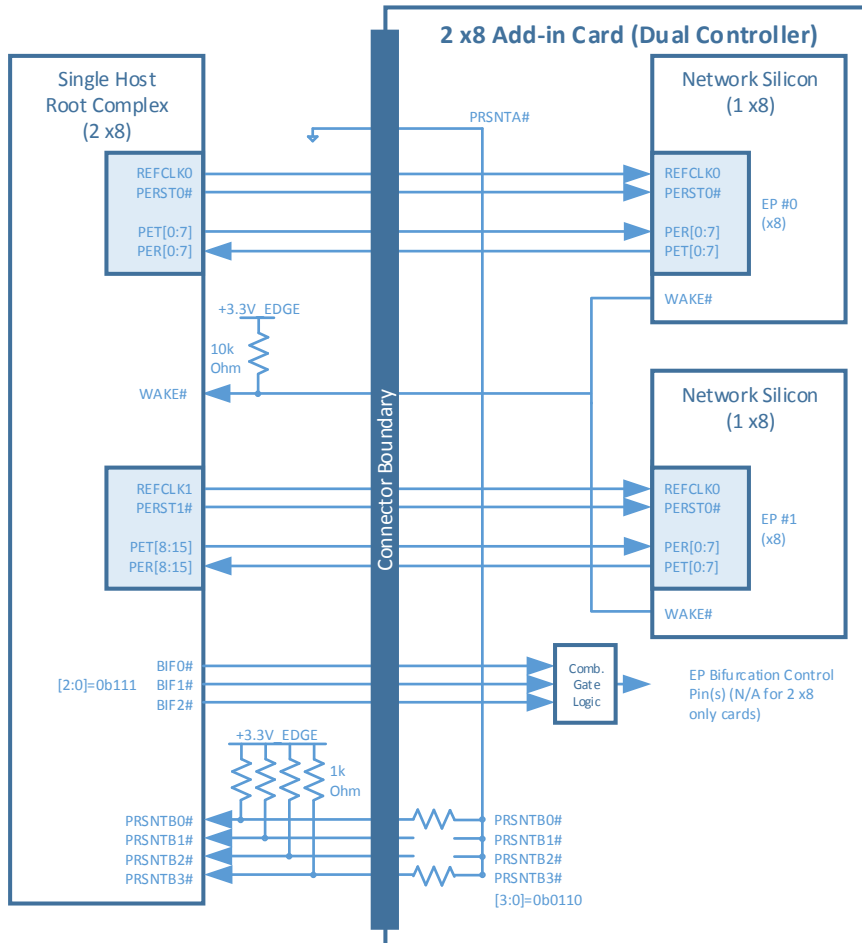 2 x8 Add-in Card (Dual Controller)
Single Host
Root Complex
(2 x8)
Network Silicon
(1 x8)
PRSNTA#
REFCLK0
PERST0#
PET[0:7]
PER[0:7]
REFCLK0
PERST0#
PER[0:7]
PET[0:7]
EP #0
(x8)
WAKE#
+3.3V_EDGE
10k
Ohm
WAKE#
Connector Boundary
Network Silicon
(1 x8)
REFCLK1
PERST1#
PET[8:15]
PER[8:15]
REFCLK0
PERST0#
PER[0:7]
PET[0:7]
EP #1
(x8)
WAKE#
BIF0#
BIF1#
BIF2#
[2:0]=0b111
Comb.
Gate
Logic
EP Bifurcation Control
Pin(s) (N/A for 2 x8
only cards)
+3.3V_EDGE
1k
Ohm
PRSNTB0#
PRSNTB1#
PRSNTB2#
PRSNTB3#
PRSNTB0#
PRSNTB1#
PRSNTB2#
PRSNTB3#
[3:0]=0b0110